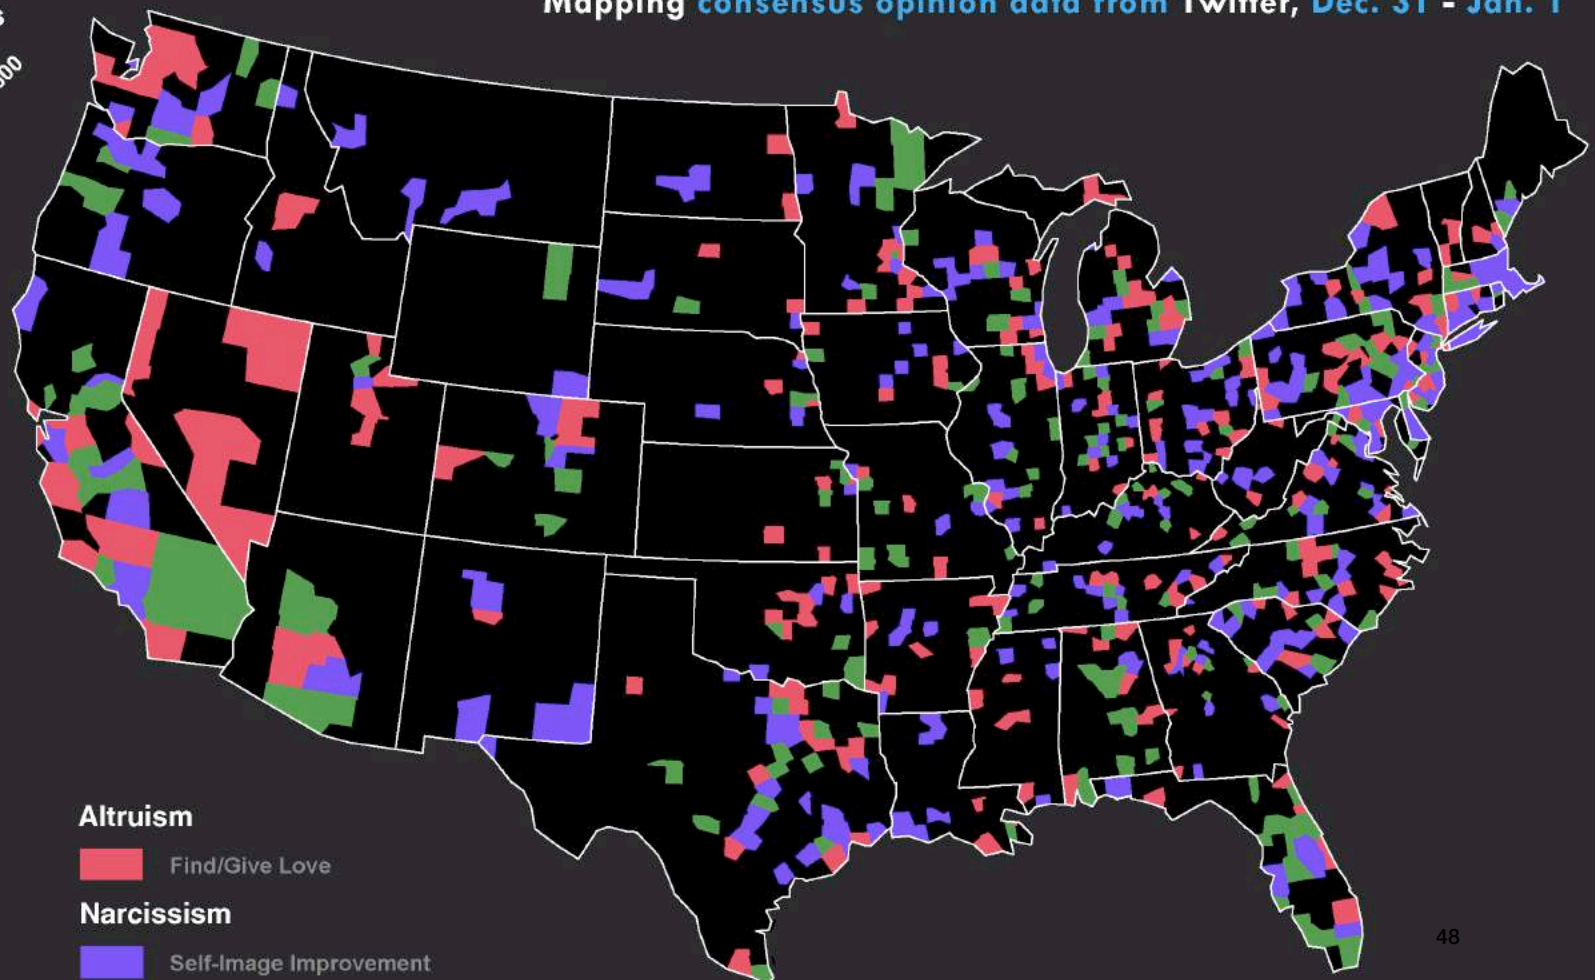 Mapping consensus opinion data from Twitter, Dec. 31 - Jan. 1
Altruism
Find/Give Love
Narcissism
Self-Image Improvement
48